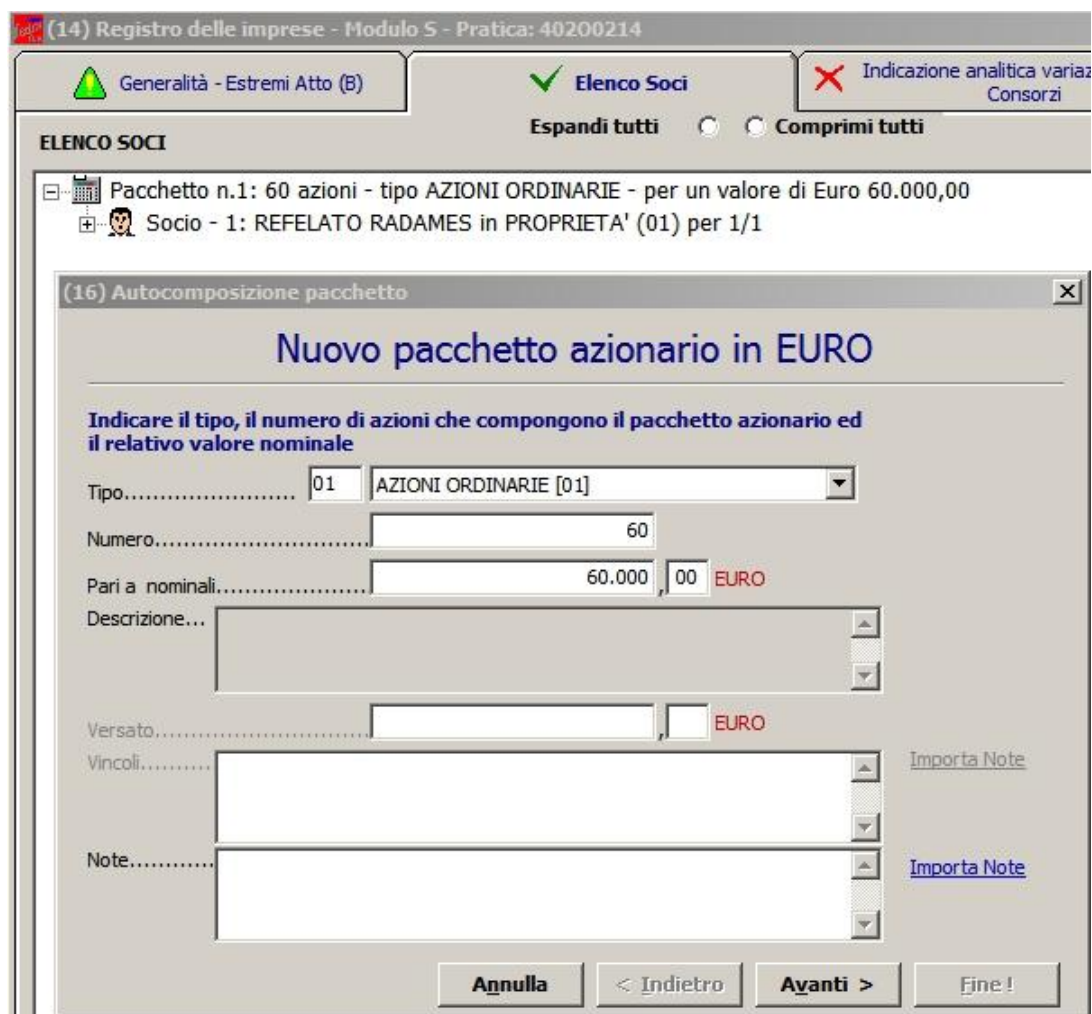 (14) Registro delle imprese - Modulo S - Pratica: 402O0214
Generalità - Estremi Atto (B)
Elenco Soci
Indicazione analitica variaz
Consorzi
Espandi tutti
Comprimi tutti
ELENCO SOCI
Pacchetto n.1: 60 azioni - tipo AZIONI ORDINARIE - per un valore di Euro 60.000,00
Socio - 1: REFELATO RADAMES in PROPRIETA' (01) per 1/1
(16) Autocomposizione pacchetto
Nuovo pacchetto azionario in EURO
Indicare il tipo, il numero di azioni che compongono il pacchetto azionario ed
il relativo valore nominale
Tipo........................ 01 AZIONI ORDINARIE [01]
Numero.............................. 60
Pari a nominali..................... 60.000 , 00 EURO
Descrizione...
Versato.............................. , EURO
Vincoli.......... Importa Note
Note............ Importa Note
Annulla < Indietro Avanti > Fine !